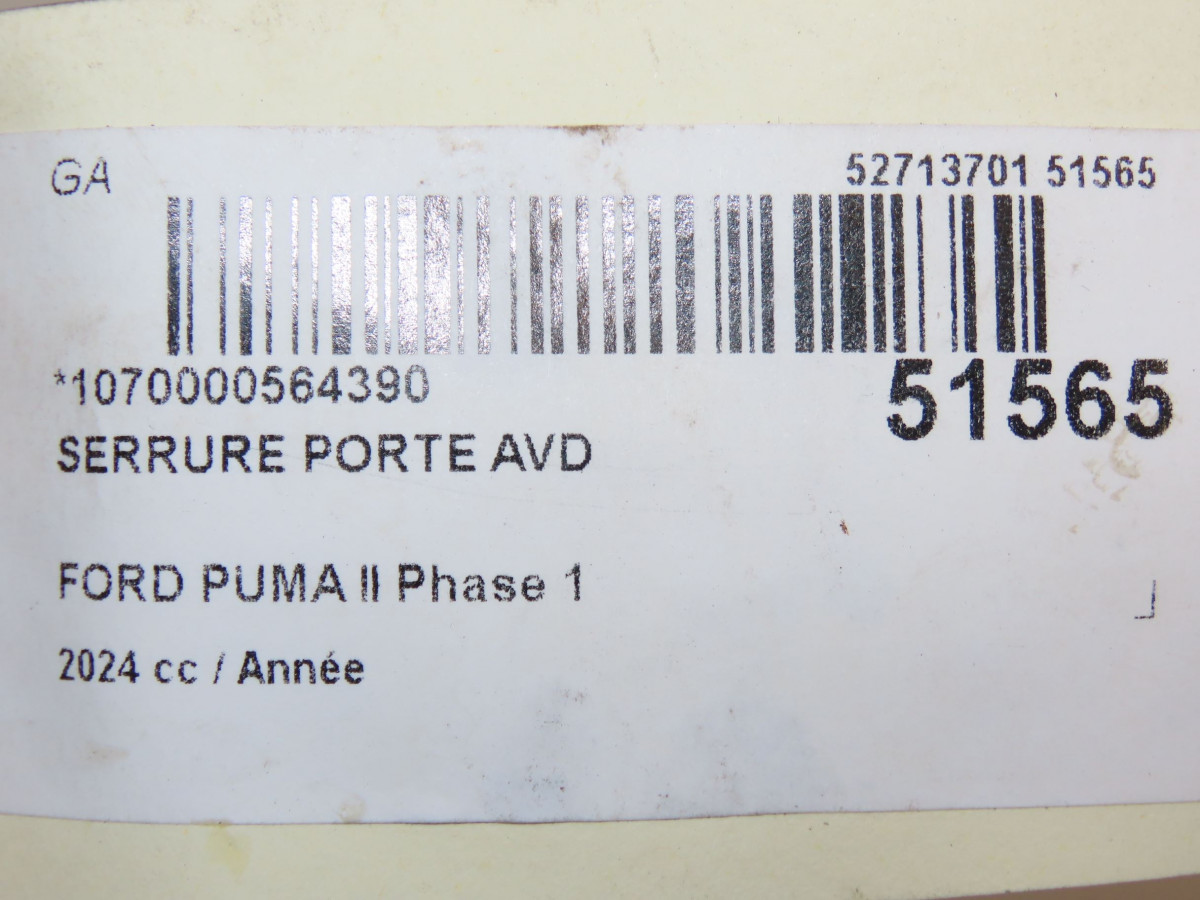 GA
52713701 51565
*1070000564390
51565
SERRURE PORTE AVD
FORD PUMA II Phase 1
2024 cc / Année